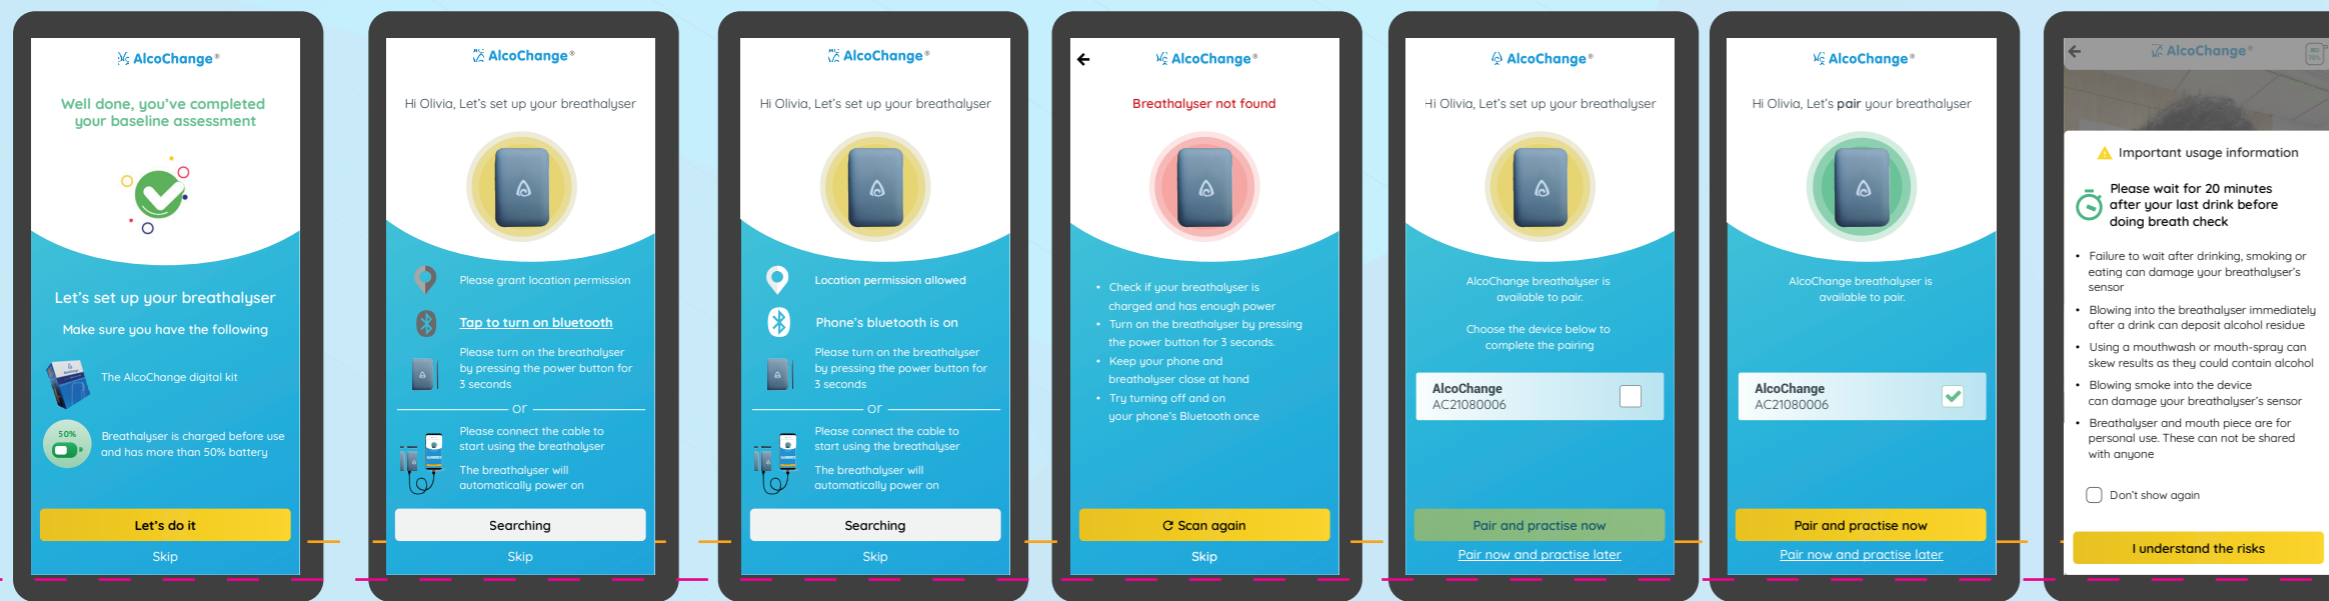 AlcoChange®
Well done, you've completed
your baseline assessment
Let's set up your breathalyser
Make sure you have the following
The AlcoChange digital kit
50%
Breathalyser is charged before use
and has more than 50% battery
Let's do it
Skip
AlcoChange®
Hi Olivia, Let's set up your breathalyser
Please grant location permission
Tap to turn on bluetooth
Please turn on the breathalyser
by pressing the power button for
3 seconds
or
Please connect the cable to
start using the breathalyser
The breathalyser will
automatically power on
Searching
Skip
AlcoChange®
Hi Olivia, Let's set up your breathalyser
Location permission allowed
Phone's bluetooth is on
Please turn on the breathalyser
by pressing the power button for
3 seconds
or
Please connect the cable to
start using the breathalyser
The breathalyser will
automatically power on
Searching
Skip
AlcoChange®
Breathalyser not found
• Check if your breathalyser is
charged and has enough power
• Turn on the breathalyser by pressing
the power button for 3 seconds.
• Keep your phone and
breathalyser close at hand
• Try turning off and on
your phone's Bluetooth once
Scan again
Skip
AlcoChange®
Hi Olivia, Let's set up your breathalyser
AlcoChange breathalyser is
available to pair.
Choose the device below to
complete the pairing
AlcoChange
AC21080006
Pair and practise now
Pair now and practise later
AlcoChange®
Hi Olivia, Let's pair your breathalyser
AlcoChange breathalyser is
available to pair.
AlcoChange
AC21080006
Pair and practise now
Pair now and practise later
AlcoChange®
Important usage information
Please wait for 20 minutes
after your last drink before
doing breath check
• Failure to wait after drinking, smoking or
eating can damage your breathalyser's
sensor
• Blowing into the breathalyser immediately
after a drink can deposit alcohol residue
• Using a mouthwash or mouth-spray can
skew results as they could contain alcohol
• Blowing smoke into the device
can damage your breathalyser's sensor
• Breathalyser and mouth piece are for
personal use. These can not be shared
with anyone
Don't show again
I understand the risks